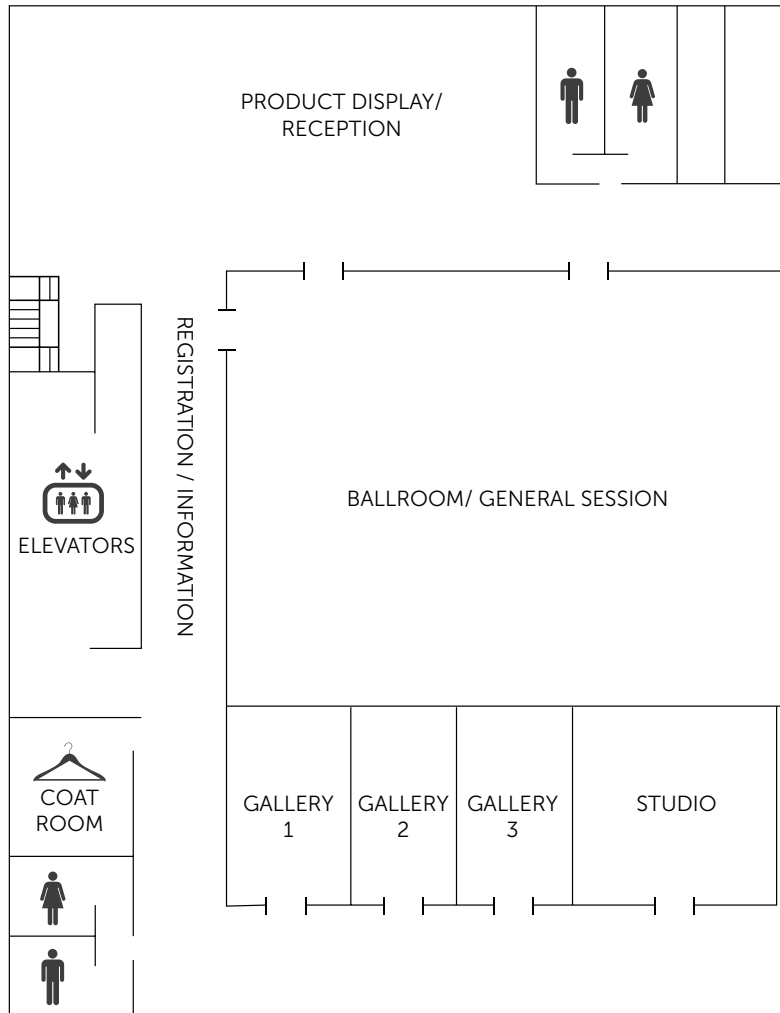 PRODUCT DISPLAY/
RECEPTION
REGISTRATION / INFORMATION
BALLROOM/ GENERAL SESSION
ELEVATORS
COAT
ROOM
GALLERY
1
GALLERY
2
GALLERY
3
STUDIO